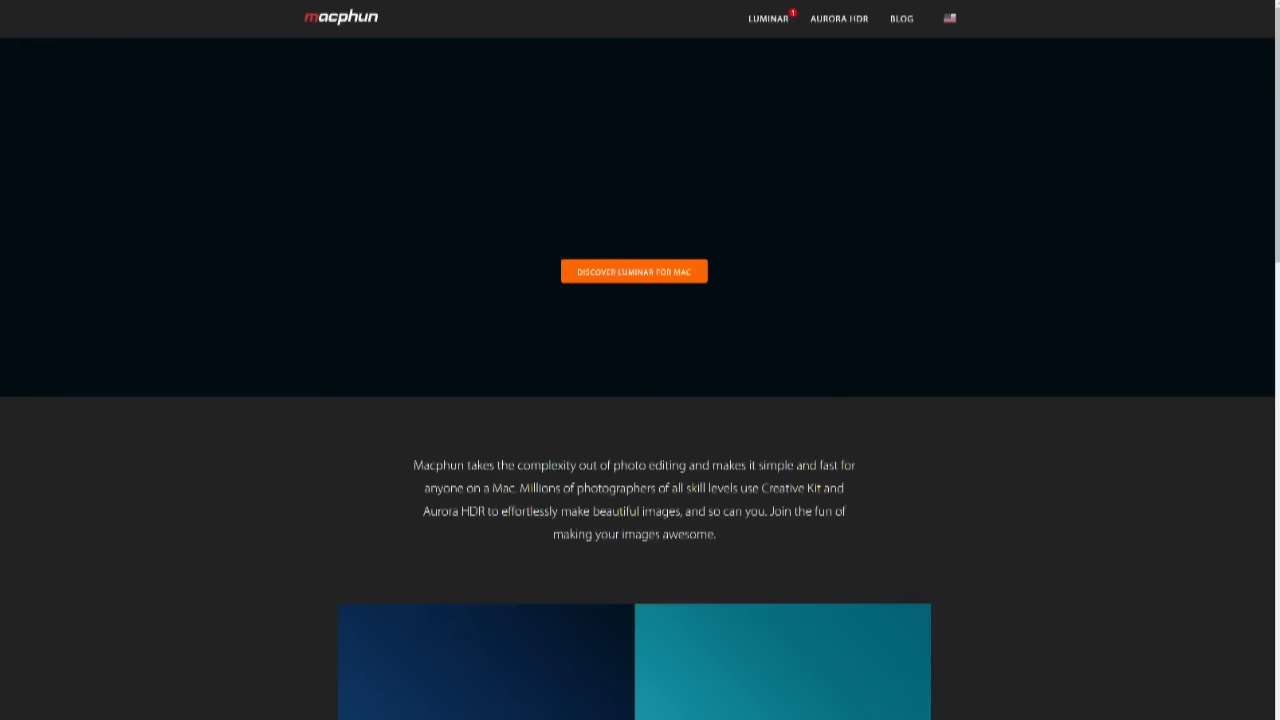 macphun
LUMINAR 1 AURORA HDR BLOG
DISCOVER LUMINAR FOR MAC
Macphun takes the complexity out of photo editing and makes it simple and fast for
anyone on a Mac. Millions of photographers of all skill levels use Creative Kit and
Aurora HDR to effortlessly make beautiful images, and so can you. Join the fun of
making your images awesome.